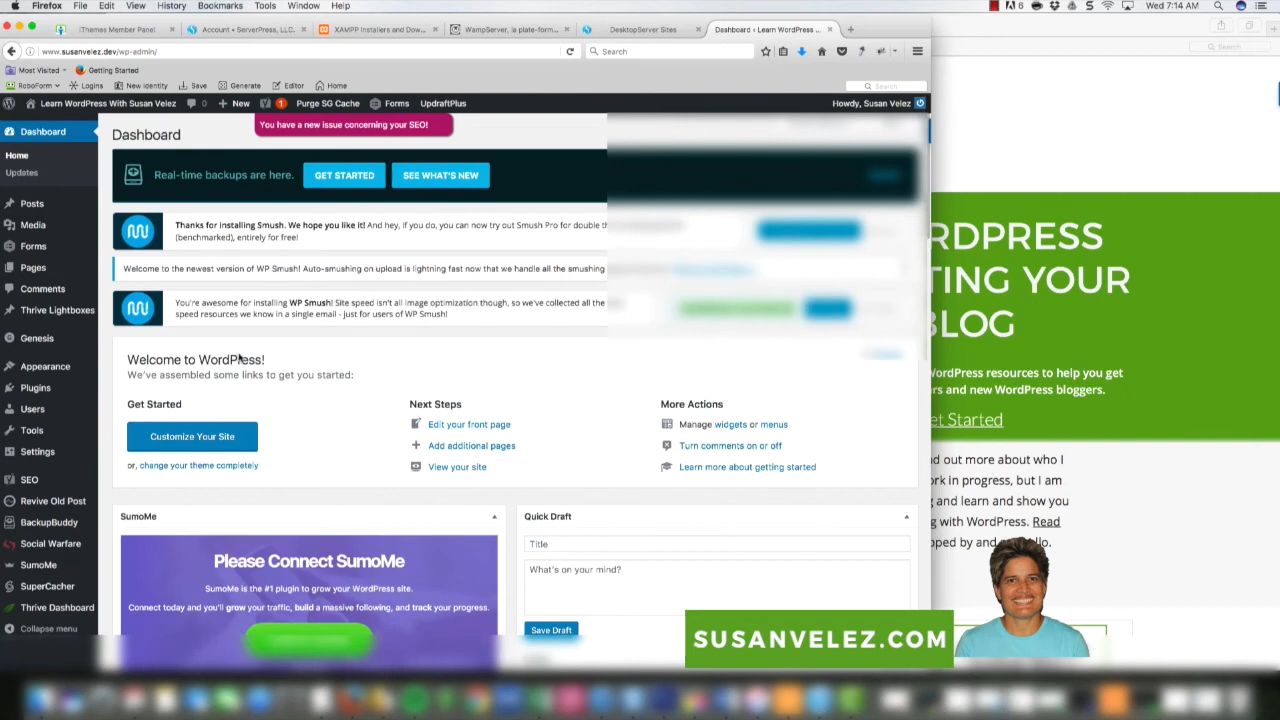 Firefox File Edit View History Bookmarks Tools Window Help
6 Wed 7:14 AM
iThemes Member Panel
Account • ServerPress, LLC.
XAMPP Installers and Dow...
WampServer, la plate-form...
DesktopServer Sites
Dashboard ‹ Learn WordPress ...
www.susanvelez.dev/wp-admin/
Search
Search
Most Visited
Getting Started
RoboForm Logins New Identity Save Generate Editor Home
Search
Learn WordPress With Susan Velez 0 + New 1 Purge SG Cache Forms UpdraftPlus
Howdy, Susan Velez
You have a new issue concerning your SEO!
Dashboard
Home
Updates
Posts
Media
Forms
Pages
Comments
Thrive Lightboxes
Genesis
Appearance
Plugins
Users
Tools
Settings
SEO
Revive Old Post
BackupBuddy
Social Warfare
SumoMe
SuperCacher
Thrive Dashboard
Collapse menu
Dashboard
Real-time backups are here.
GET STARTED
SEE WHAT'S NEW
Thanks for installing Smush. We hope you like it! And hey, if you do, you can now try out Smush Pro for double th
(benchmarked), entirely for free!
Welcome to the newest version of WP Smush! Auto-smushing on upload is lightning fast now that we handle all the smushing
You're awesome for installing WP Smush! Site speed isn't all image optimization though, so we've collected all the
speed resources we know in a single email - just for users of WP Smush!
Welcome to WordPress!
We've assembled some links to get you started:
Get Started
Customize Your Site
or, change your theme completely
Next Steps
Edit your front page
Add additional pages
View your site
More Actions
Manage widgets or menus
Turn comments on or off
Learn more about getting started
SumoMe
Please Connect SumoMe
SumoMe is the #1 plugin to grow your WordPress site.
Connect today and you'll grow your traffic, build a massive following, and track your progress.
Quick Draft
Title
What's on your mind?
Save Draft
RDPRESS
TING YOUR
BLOG
WordPress resources to help you get
rs and new WordPress bloggers.
et Started
d out more about who I
rk in progress, but I am
g and learn and show you
g with WordPress. Read
pped by and
llo.
SUSANVELEZ.COM